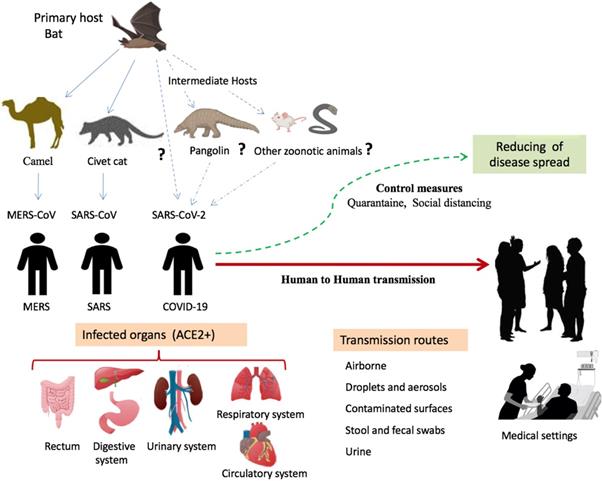 Primary host
Bat
Intermediate Hosts
Camel
Civet cat
?
Pangolin
?
Other zoonotic animals ?
Reducing of
disease spread
Control measures
Quarantaine, Social distancing
MERS-CoV
SARS-CoV
SARS-CoV-2
Human to Human transmission
MERS
SARS
COVID-19
Infected organs (ACE2+)
Rectum
Digestive
system
Urinary system
Respiratory system
Circulatory system
Transmission routes
Airborne
Droplets and aerosols
Contaminated surfaces
Stool and fecal swabs
Urine
Medical settings